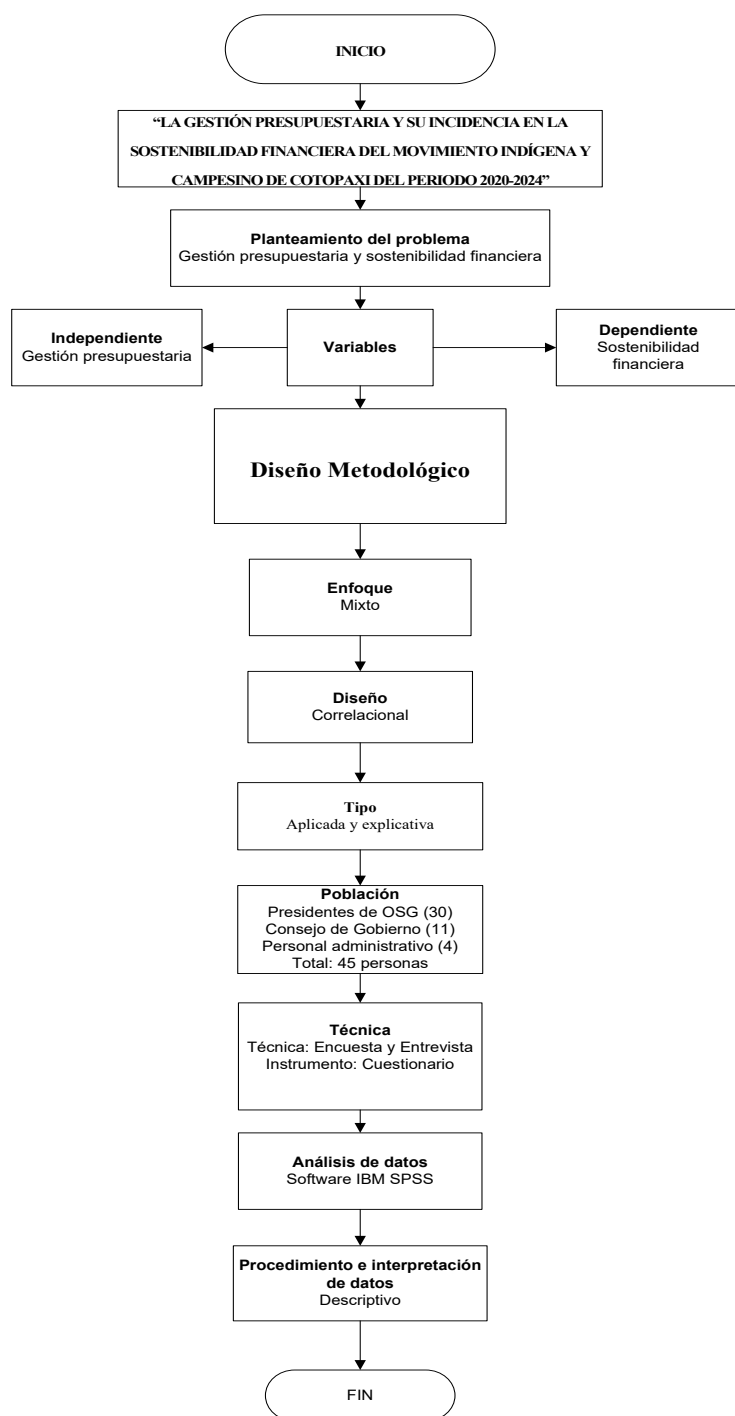 INICIO
“LA GESTIÓN PRESUPUESTARIA Y SU INCIDENCIA EN LA
SOSTENIBILIDAD FINANCIERA DEL MOVIMIENTO INDÍGENA Y
CAMPESINO DE COTOPAXI DEL PERIODO 2020-2024”
Planteamiento del problema
Gestión presupuestaria y sostenibilidad financiera
Independiente
Gestión presupuestaria
Variables
Dependiente
Sostenibilidad
financiera
Diseño Metodológico
Enfoque
Mixto
Diseño
Correlacional
Tipo
Aplicada y explicativa
Población
Presidentes de OSG (30)
Consejo de Gobierno (11)
Personal administrativo (4)
Total: 45 personas
Técnica
Técnica: Encuesta y Entrevista
Instrumento: Cuestionario
Análisis de datos
Software IBM SPSS
Procedimiento e interpretación
de datos
Descriptivo
FIN